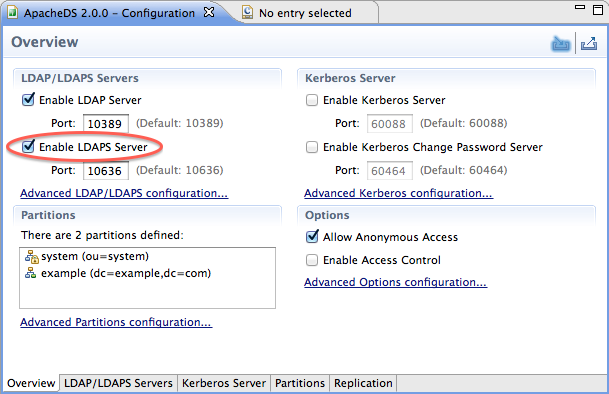 ApacheDS 2.0.0 - Configuration
No entry selected
Overview
LDAP/LDAPS Servers
Enable LDAP Server
Port: 10389 (Default: 10389)
Enable LDAPS Server
Port: 10636 (Default: 10636)
Advanced LDAP/LDAPS configuration...
Kerberos Server
Enable Kerberos Server
Port: 60088 (Default: 60088)
Enable Kerberos Change Password Server
Port: 60464 (Default: 60464)
Advanced Kerberos configuration...
Partitions
There are 2 partitions defined:
system (ou=system)
example (dc=example,dc=com)
Advanced Partitions configuration...
Options
Allow Anonymous Access
Enable Access Control
Advanced Options configuration...
Overview LDAP/LDAPS Servers Kerberos Server Partitions Replication